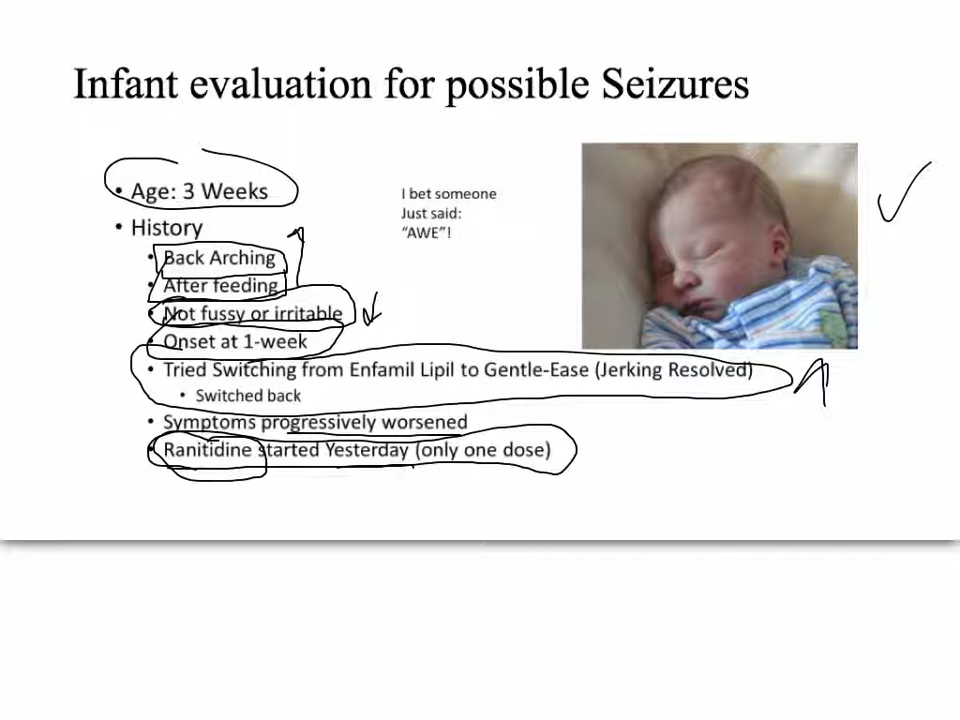 Infant evaluation for possible Seizures
• Age: 3 Weeks
• History
• Back Arching
• After feeding
• Not fussy or irritable
• Onset at 1-week
• Tried Switching from Enfamil Lipil to Gentle-Ease (Jerking Resolved)
• Switched back
• Symptoms progressively worsened
• Ranitidine started Yesterday (only one dose)
I bet someone
Just said:
“AWE”!